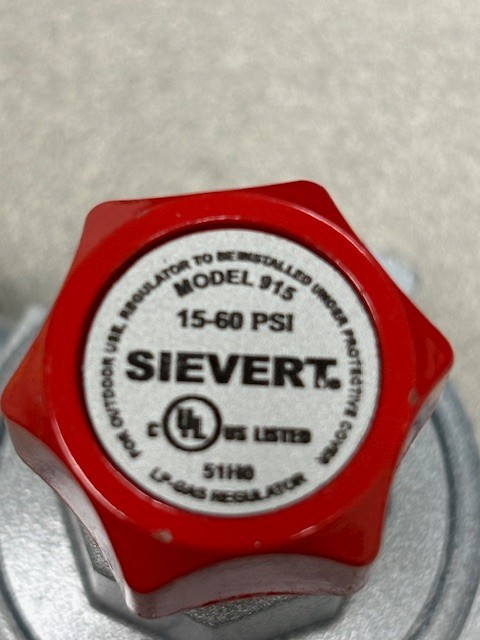 FOR OUTDOOR USE. REGULATOR TO BE INSTALLED UNDER PROTECTIVE COVER
MODEL 915
15-60 PSI
SIEVERT®
C UL US LISTED
51H0
LP-GAS REGULATOR